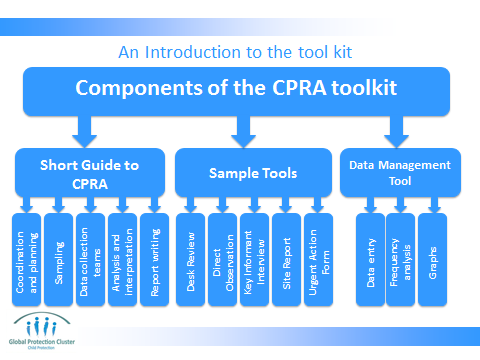 An Introduction to the tool kit
Components of the CPRA toolkit
Short Guide to
CPRA
Sample Tools
Data Management
Tool
Coordination
and planning
Sampling
Data collection
teams
Analysis and
interpretation
Report writing
Desk Review
Direct
Observation
Key Informant
Interview
Site Report
Urgent Action
Form
Data entry
Frequency
analysis
Graphs
Global Protection Cluster
Child Protection